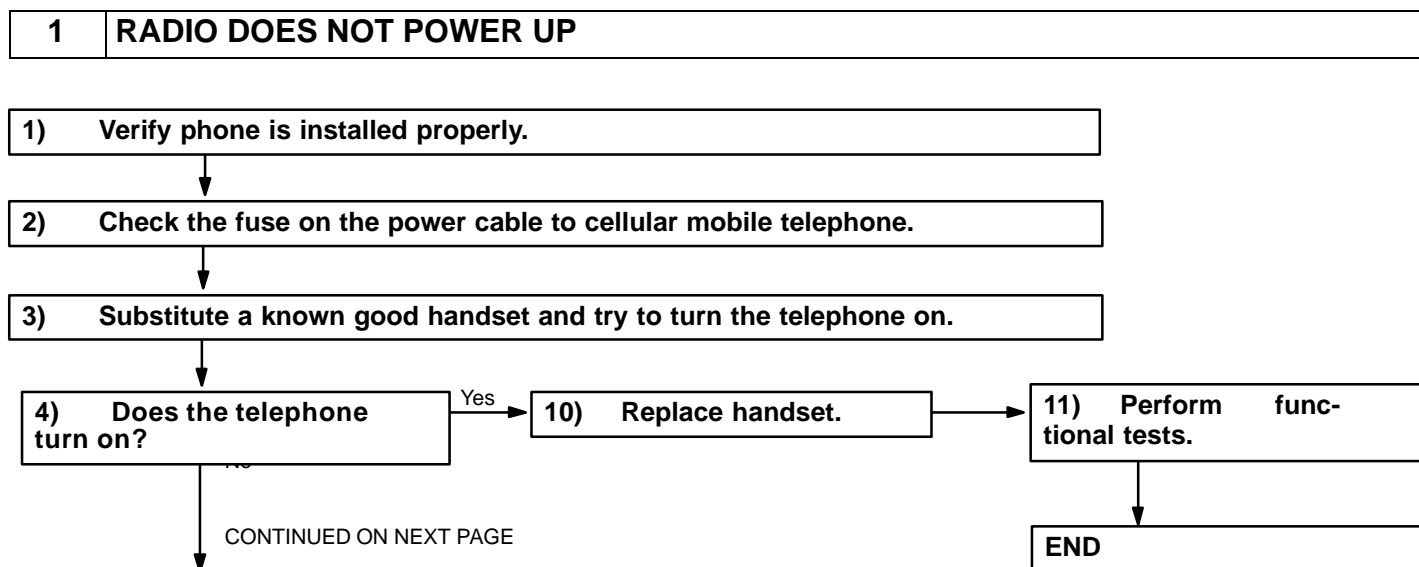 1 RADIO DOES NOT POWER UP
1) Verify phone is installed properly.
2) Check the fuse on the power cable to cellular mobile telephone.
3) Substitute a known good handset and try to turn the telephone on.
4) Does the telephone
turn on?
Yes
10) Replace handset.
11) Perform func-
tional tests.
No
CONTINUED ON NEXT PAGE
END